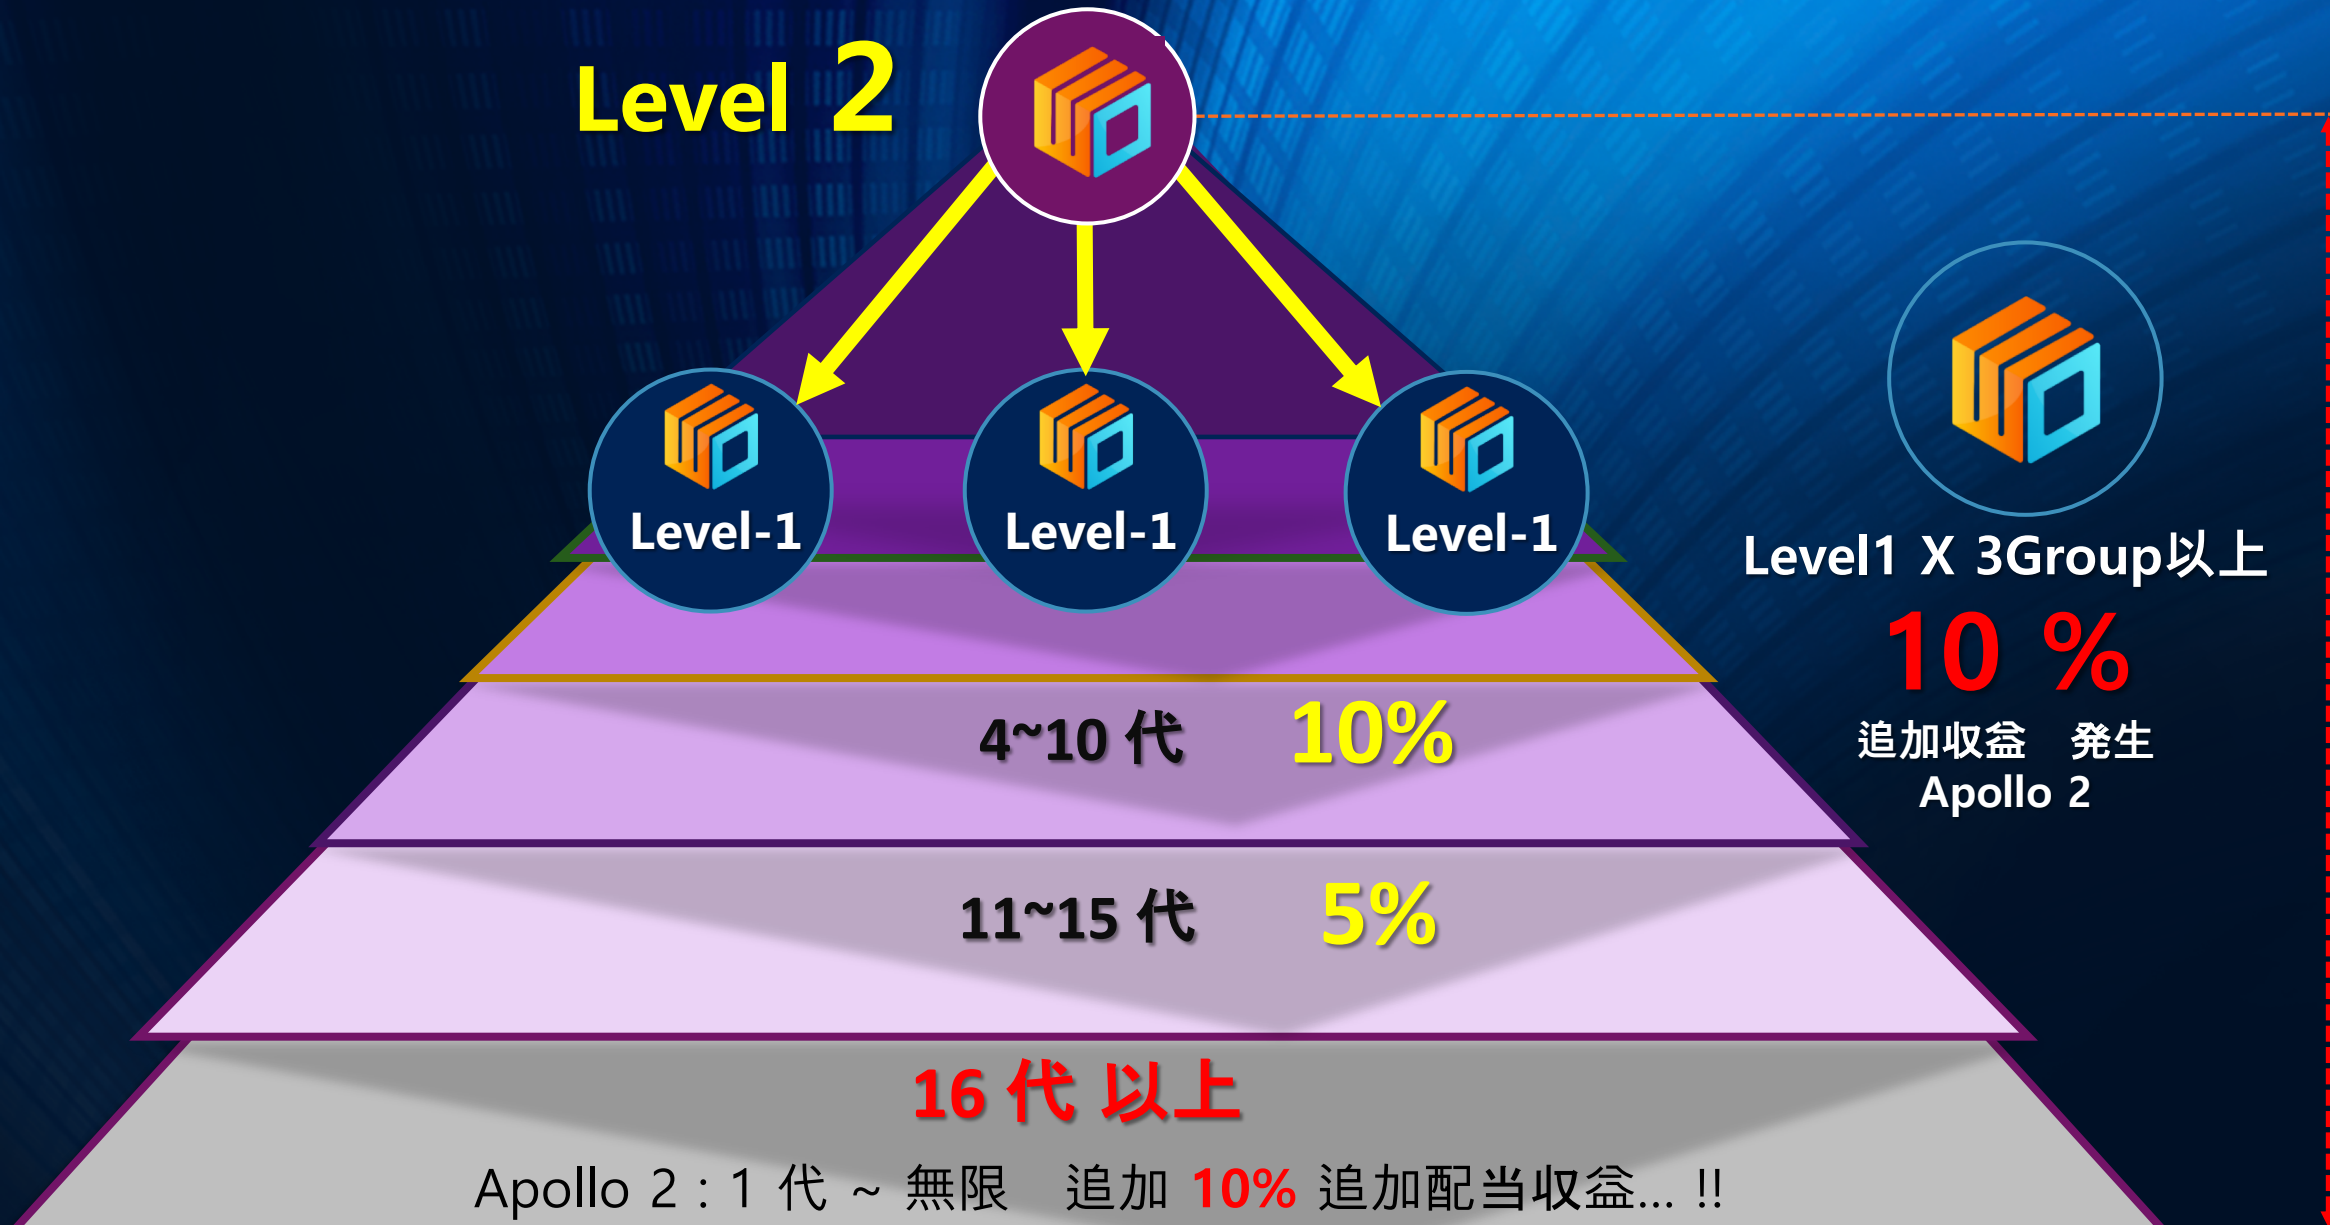 Level 2
Level-1
Level-1
Level-1
Level1 X 3Group以上
10 %
追加収益 発生
Apollo 2
4~10 代 10%
11~15 代 5%
16 代 以上
Apollo 2 : 1 代 ~ 無限 追加 10% 追加配当収益... !!